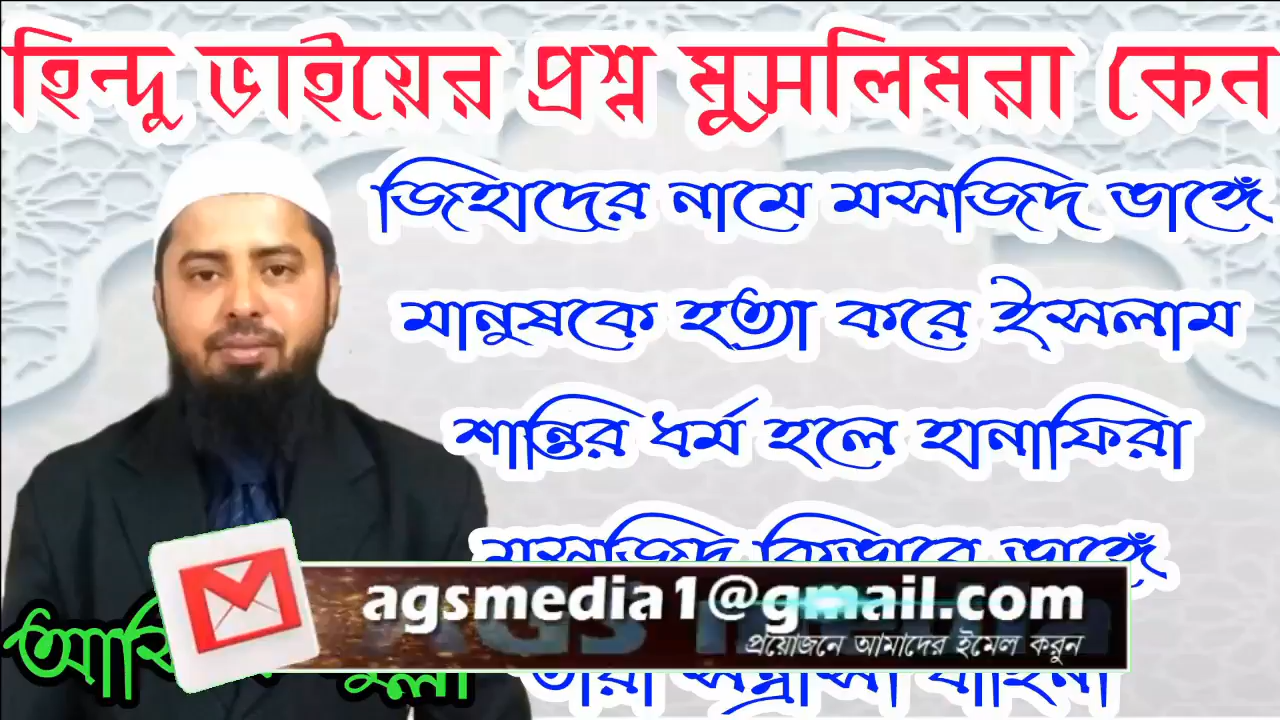 হিন্দু ভাইয়ের প্রশ্ন মুসলিমরা কেন
জিহাদের নামে মসজিদ ভাঙ্গে
মানুষকে হত্যা করে ইসলাম
শান্তির ধর্ম হলে হানাফিরা
মসজিদ কিভাবে ভাঙ্গে
agsmedia1@gmail.com
প্রয়োজনে আমাদের ইমেল করুন